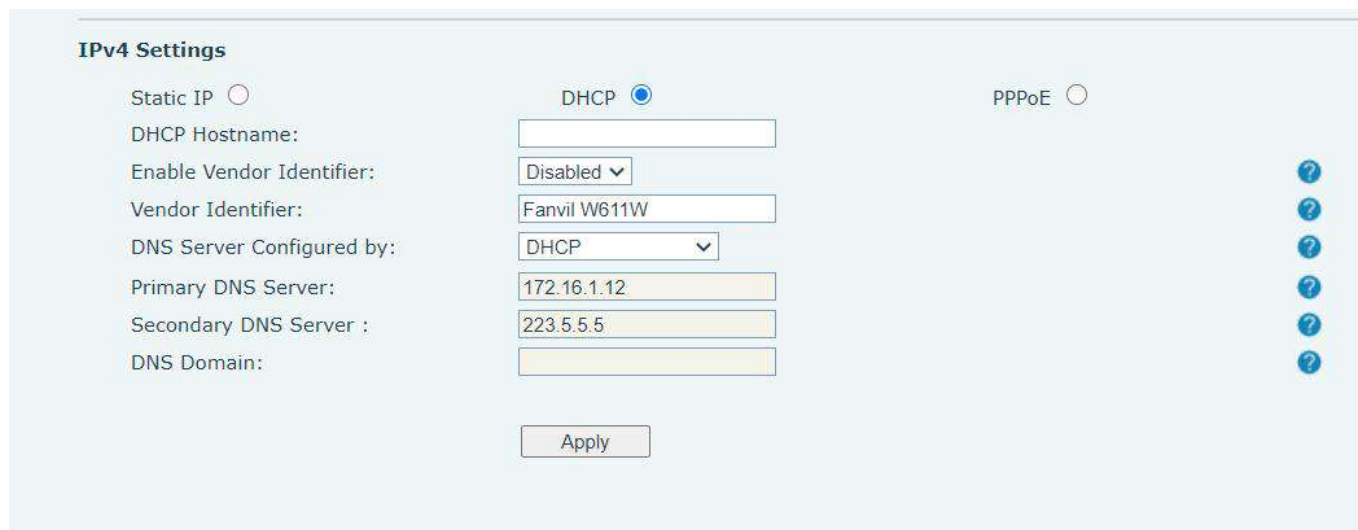 IPv4 Settings
Static IP DHCP PPPoE
DHCP Hostname:
Enable Vendor Identifier: Disabled ?
Vendor Identifier: Fanvil W611W ?
DNS Server Configured by: DHCP ?
Primary DNS Server: 172.16.1.12 ?
Secondary DNS Server : 223.5.5.5 ?
DNS Domain: ?
Apply